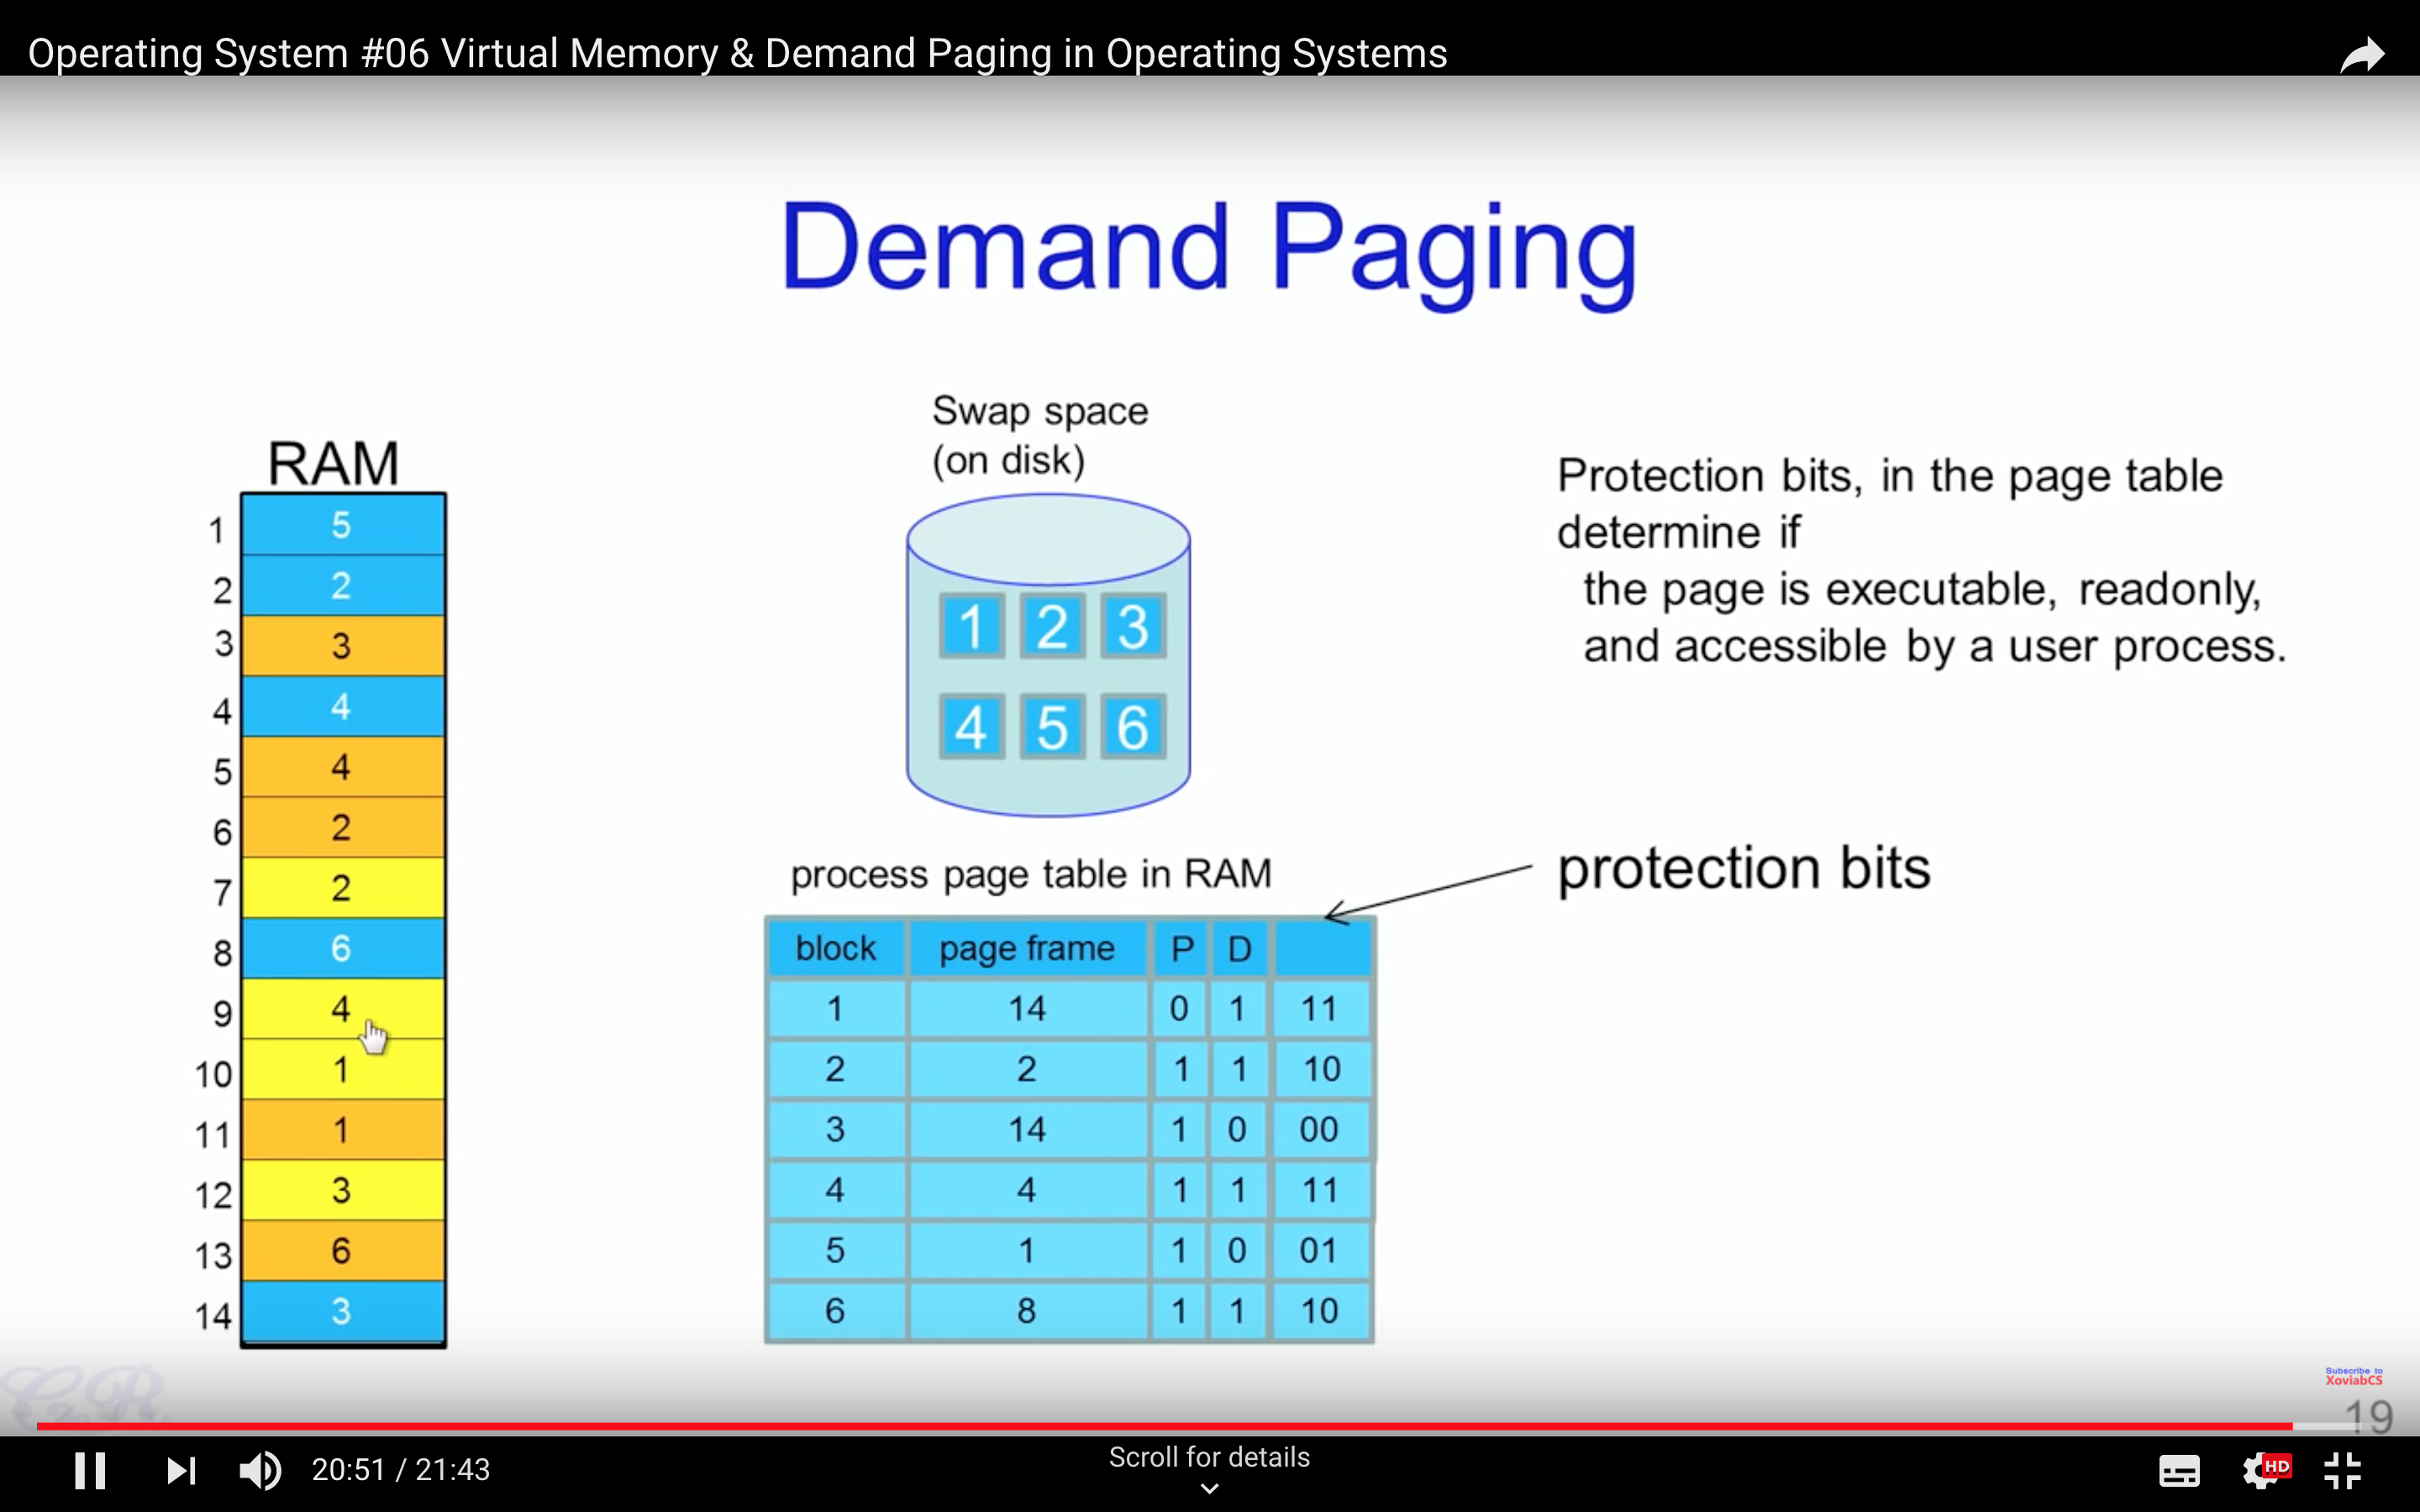 Operating System #06 Virtual Memory & Demand Paging in Operating Systems
Demand Paging
RAM
1 5
2 2
3 3
4 4
5 4
6 2
7 2
8 6
9 4
10 1
11 1
12 3
13 6
14 3
Swap space
(on disk)
1 2 3
4 5 6
process page table in RAM
block page frame P D
1 14 0 1 11
2 2 1 1 10
3 14 1 0 00
4 4 1 1 11
5 1 1 0 01
6 8 1 1 10
Protection bits, in the page table
determine if
the page is executable, readonly,
and accessible by a user process.
protection bits
Subscribe to
XoviabCS
19
20:51 / 21:43
Scroll for details
HD